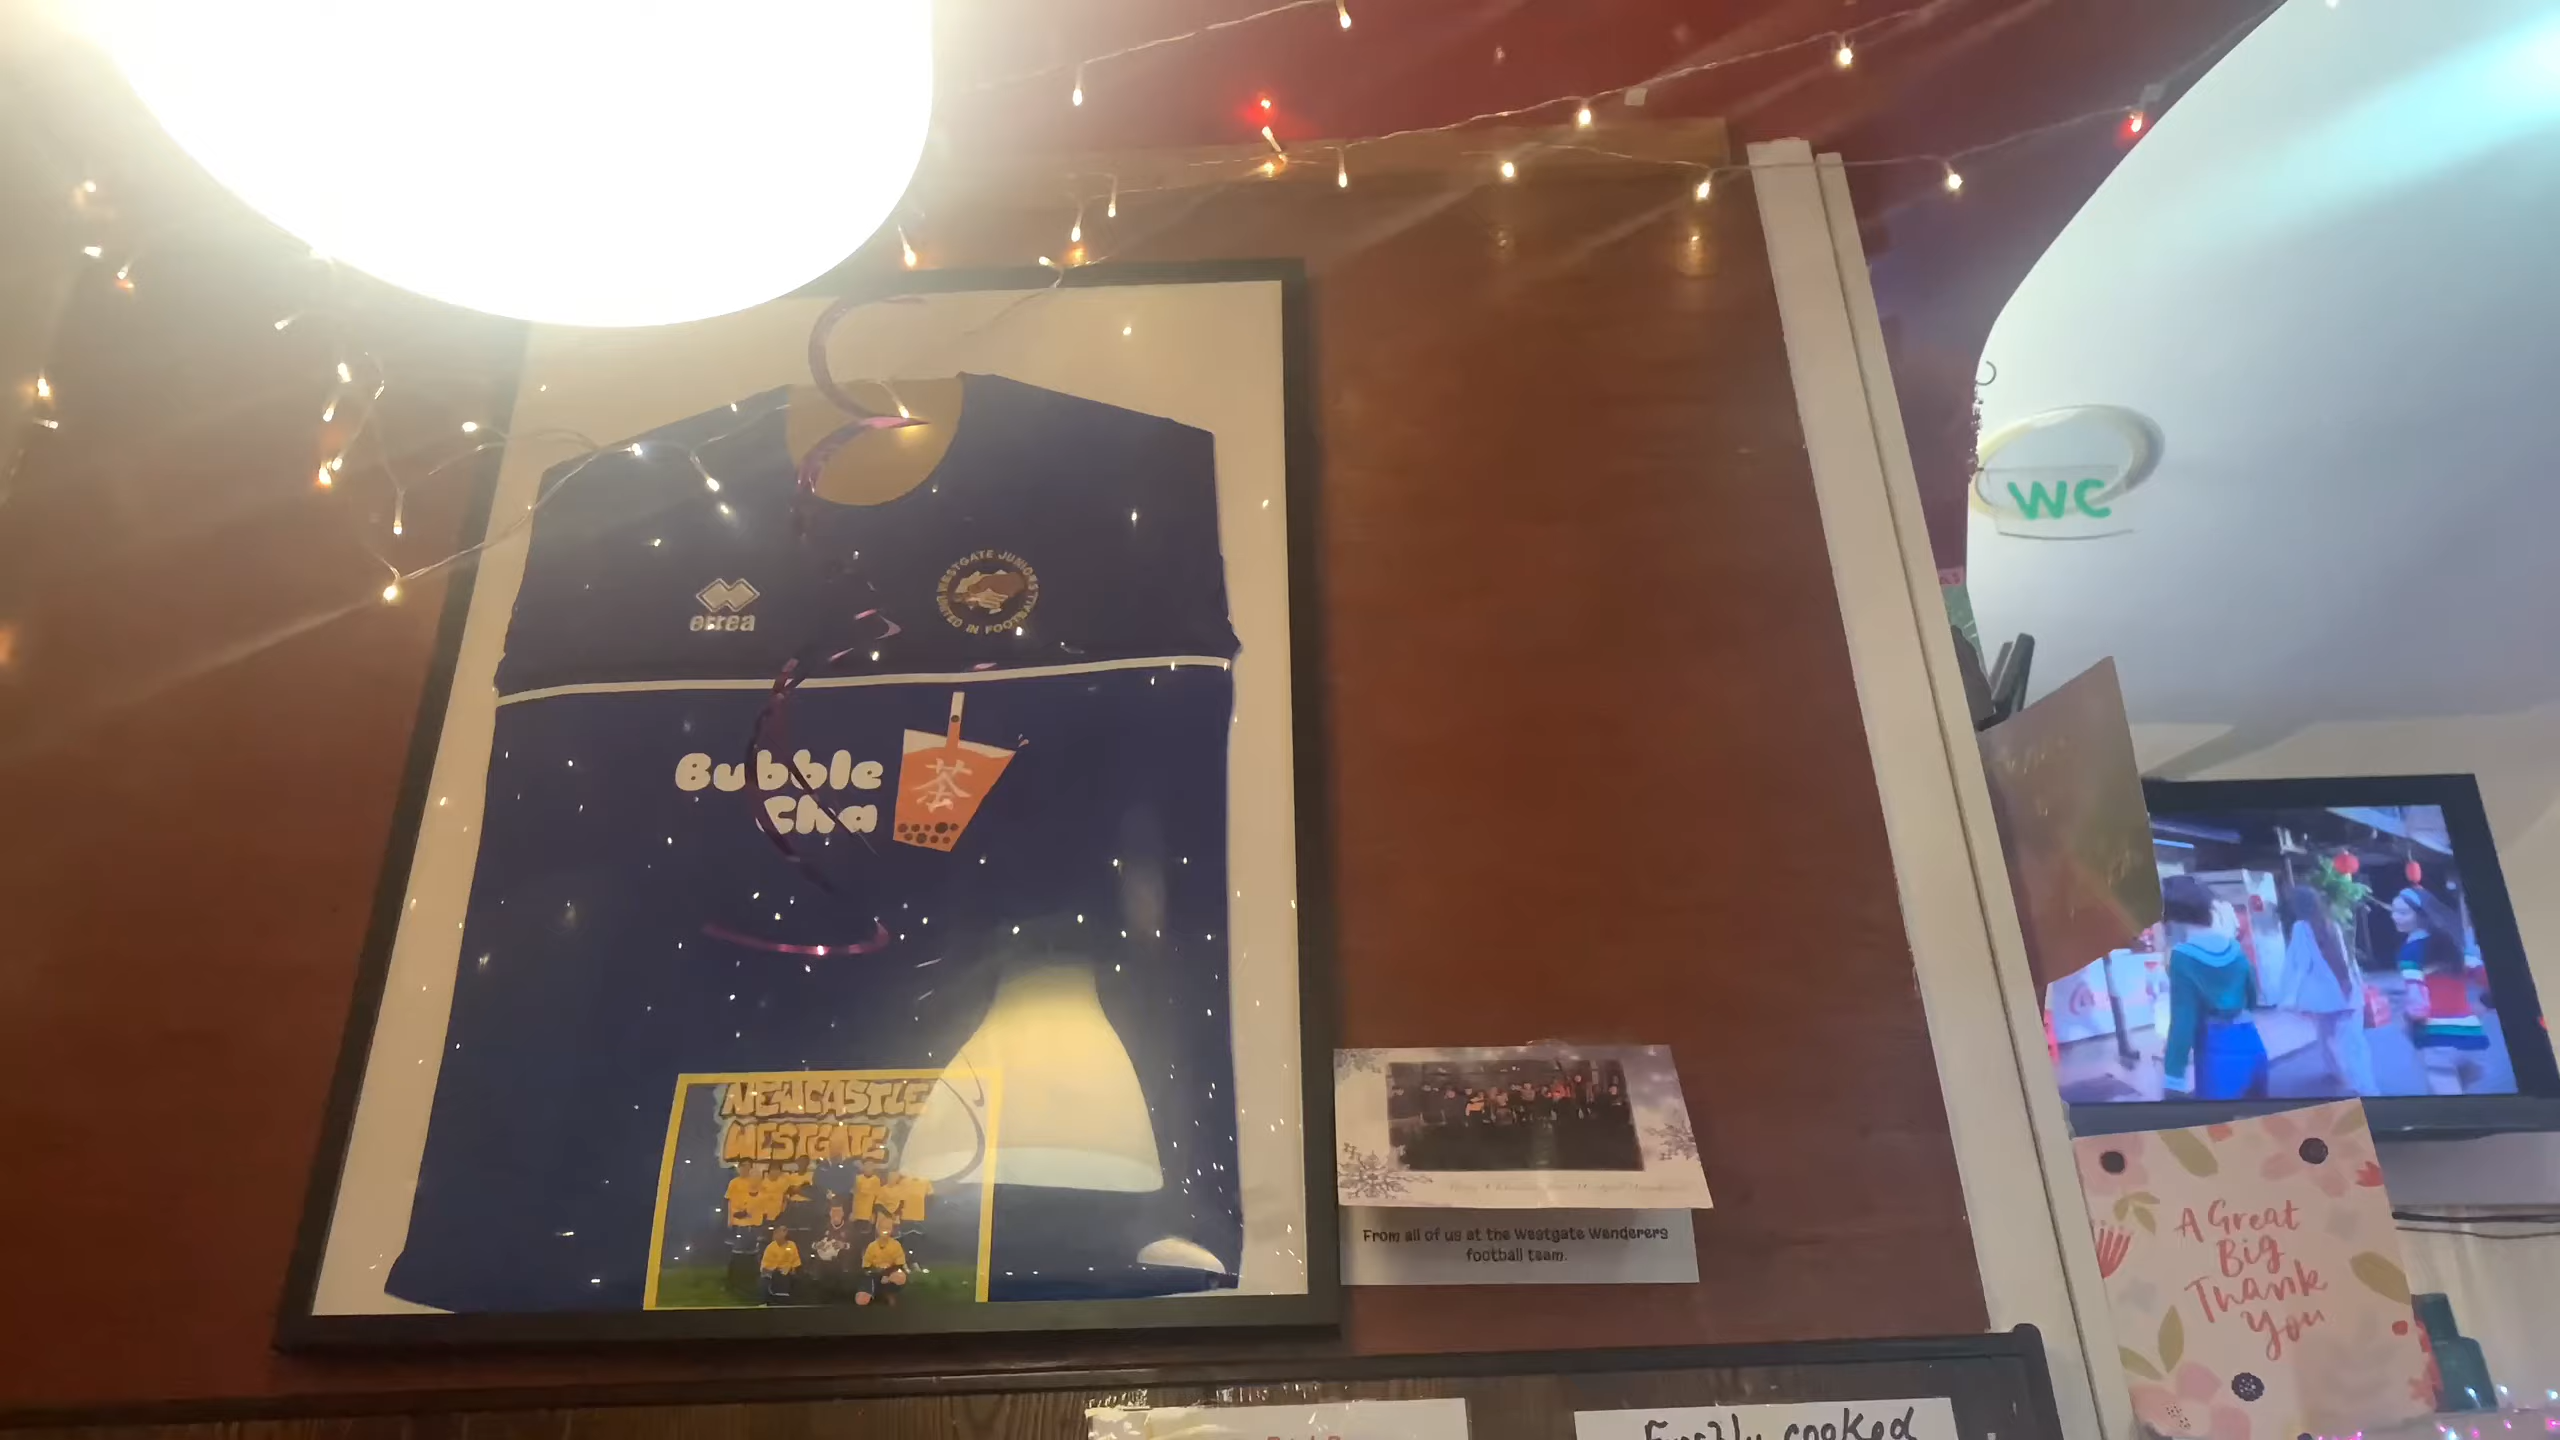 WC
WESTGATE JUNIORS
UNITED IN FOOTBALL
errea
Bubble
Cha
茶
NEWCASTLE
WESTGATE
From all of us at the Westgate Wanderers
football team.
A Great
Big
Thank
You
Freshly cooked